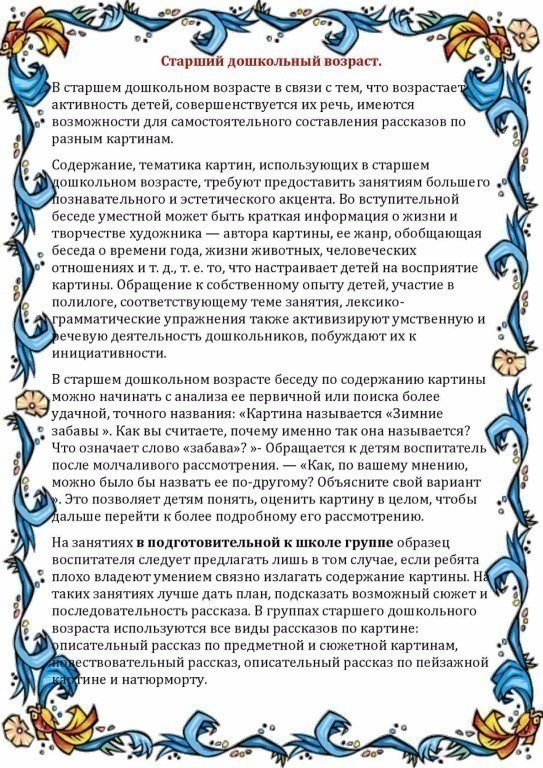 Старший дошкольный возраст.
В старшем дошкольном возрасте в связи с тем, что возрастает
активность детей, совершенствуется их речь, имеются
возможности для самостоятельного составления рассказов по
разным картинам.
Содержание, тематика картин, использующих в старшем
дошкольном возрасте, требуют предоставить занятиям большего
познавательного и эстетического акцента. Во вступительной
беседе уместной может быть краткая информация о жизни и
творчестве художника — автора картины, ее жанр, обобщающая
беседа о времени года, жизни животных, человеческих
отношениях и т. д., т. е. то, что настраивает детей на восприятие
картины. Обращение к собственному опыту детей, участие в
полилоге, соответствующему теме занятия, лексико-
грамматические упражнения также активизируют умственную и
речевую деятельность дошкольников, побуждают их к
инициативности.
В старшем дошкольном возрасте беседу по содержанию картины
можно начинать с анализа ее первичной или поиска более
удачной, точного названия: «Картина называется «Зимние
забавы ». Как вы считаете, почему именно так она называется?
Что означает слово «забава»? »- Обращается к детям воспитатель
после молчаливого рассмотрения. — «Как, по вашему мнению,
можно было бы назвать ее по-другому? Объясните свой вариант
». Это позволяет детям понять, оценить картину в целом, чтобы
дальше перейти к более подробному его рассмотрению.
На занятиях в подготовительной к школе группе образец
воспитателя следует предлагать лишь в том случае, если ребята
плохо владеют умением связно излагать содержание картины. На
таких занятиях лучше дать план, подсказать возможный сюжет и
последовательность рассказа. В группах старшего дошкольного
возраста используются все виды рассказов по картине:
описательный рассказ по предметной и сюжетной картинам,
повествовательный рассказ, описательный рассказ по пейзажной
картине и натюрморту.